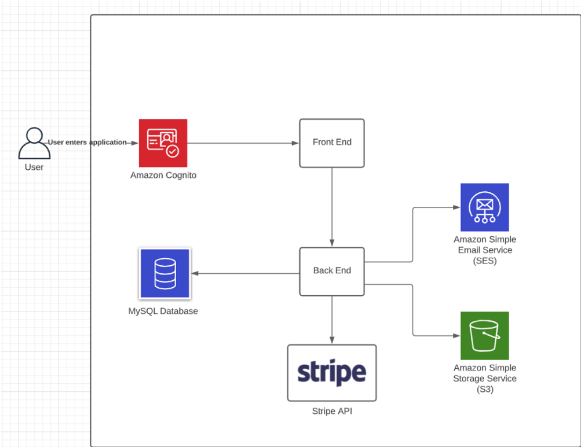 User enters application
User
Amazon Cognito
Front End
Amazon Simple
Email Service
(SES)
Back End
MySQL Database
stripe
Stripe API
Amazon Simple
Storage Service
(S3)